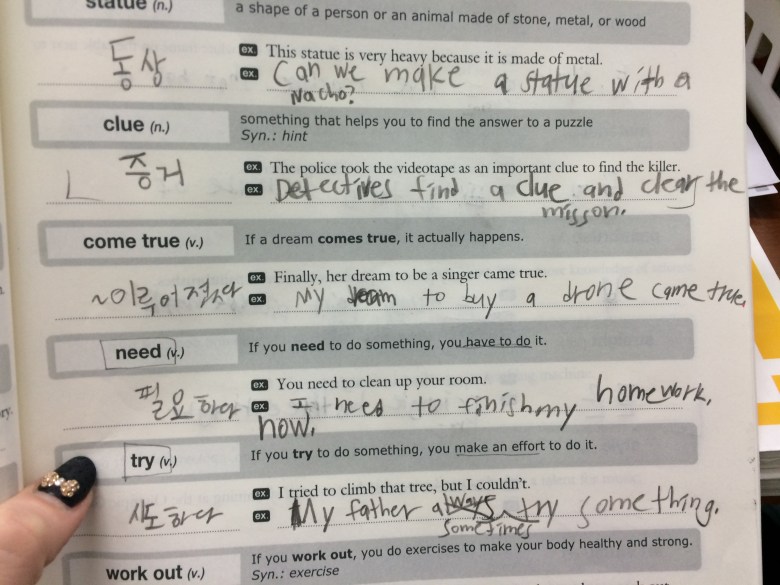 statue (n.)
a shape of a person or an animal made of stone, metal, or wood
동상
ex. This statue is very heavy because it is made of metal.
ex. Can we make a statue with a
Nacho?
clue (n.)
something that helps you to find the answer to a puzzle
Syn.: hint
증거
ex. The police took the videotape as an important clue to find the killer.
ex. Detectives find a clue and clear the
misson.
come true (v.)
If a dream comes true, it actually happens.
~이루어졌다
ex. Finally, her dream to be a singer came true.
ex. My dream to buy a drone came true.
need (v.)
If you need to do something, you have to do it.
필요하다
ex. You need to clean up your room.
ex. I need to finish my homework,
now.
try (v.)
If you try to do something, you make an effort to do it.
시도하다
ex. I tried to climb that tree, but I couldn't.
ex. My father always try something.
sometimes
work out (v.)
If you work out, you do exercises to make your body healthy and strong.
Syn.: exercise